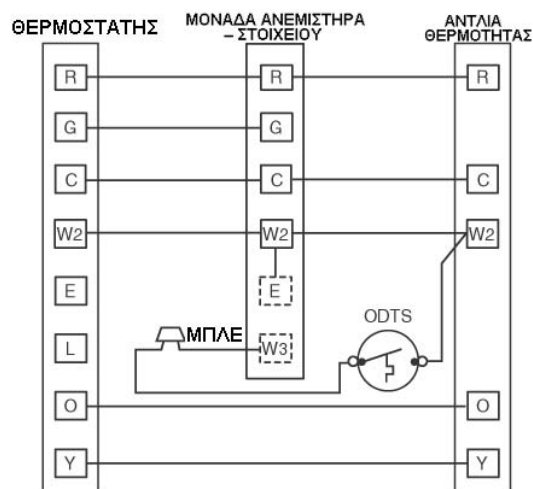 ΘΕΡΜΟΣΤΑΤΗΣ
ΜΟΝΑΔΑ ΑΝΕΜΙΣΤΗΡΑ
– ΣΤΟΙΧΕΙΟΥ
ΑΝΤΛΙΑ
ΘΕΡΜΟΤΗΤΑΣ
R R R
G G
C C C
W2 W2 W2
E E
ODTS
L ΜΠΛΕ W3
O O
Y Y